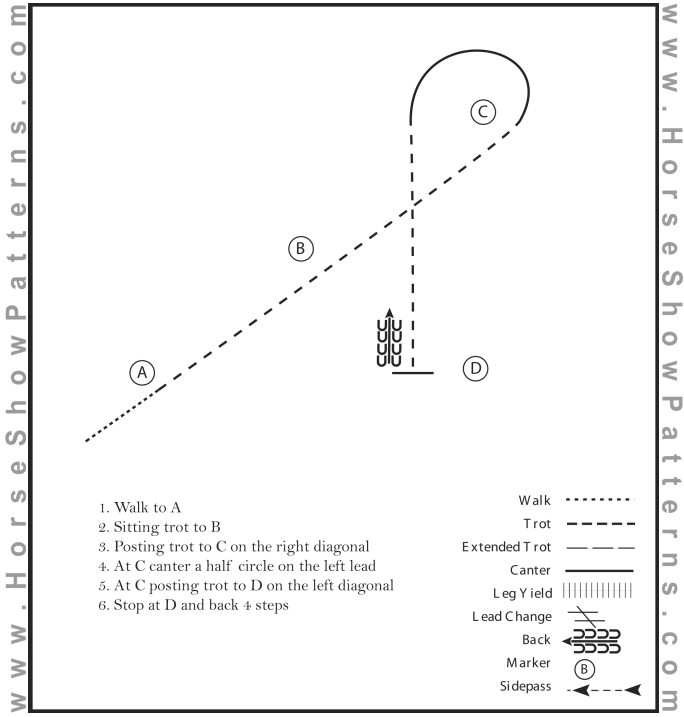 www.HorseShowPatterns.com
www.HorseShowPatterns.com
C
B
A
D
1. Walk to A
2. Sitting trot to B
3. Posting trot to C on the right diagonal
4. At C canter a half circle on the left lead
5. At C posting trot to D on the left diagonal
6. Stop at D and back 4 steps
Walk
Trot
Extended Trot
Canter
Leg Yield
Lead Change
Back
Marker B
Sidepass